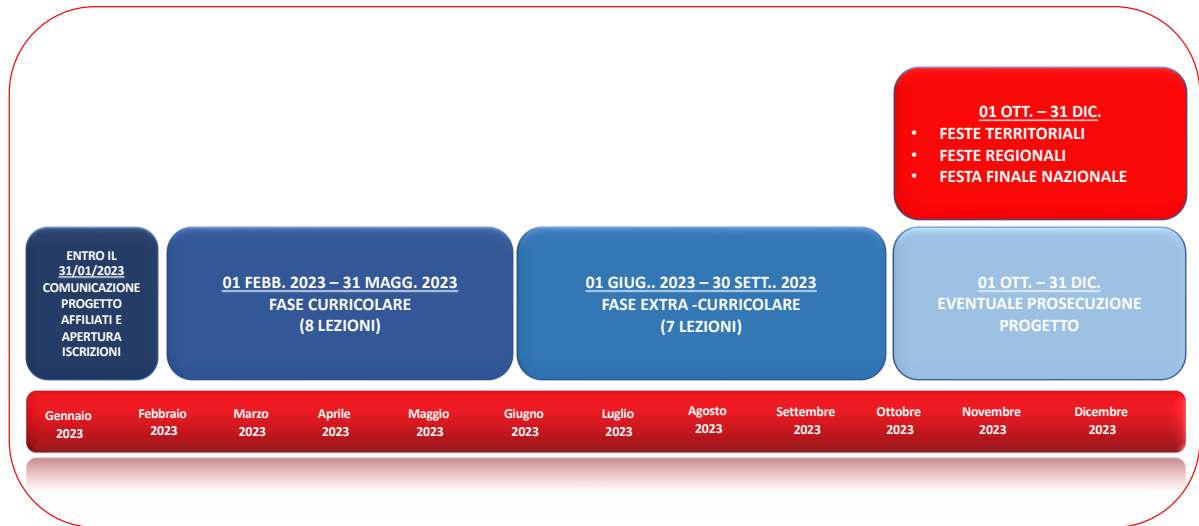 01 OTT. – 31 DIC.
• FESTE TERRITORIALI
• FESTE REGIONALI
• FESTA FINALE NAZIONALE
ENTRO IL
31/01/2023
COMUNICAZIONE
PROGETTO
AFFILIATI E
APERTURA
ISCRIZIONI
01 FEBB. 2023 – 31 MAGG. 2023
FASE CURRICOLARE
(8 LEZIONI)
01 GIUG.. 2023 – 30 SETT.. 2023
FASE EXTRA -CURRICOLARE
(7 LEZIONI)
01 OTT. – 31 DIC.
EVENTUALE PROSECUZIONE
PROGETTO
Gennaio
2023
Febbraio
2023
Marzo
2023
Aprile
2023
Maggio
2023
Giugno
2023
Luglio
2023
Agosto
2023
Settembre
2023
Ottobre
2023
Novembre
2023
Dicembre
2023